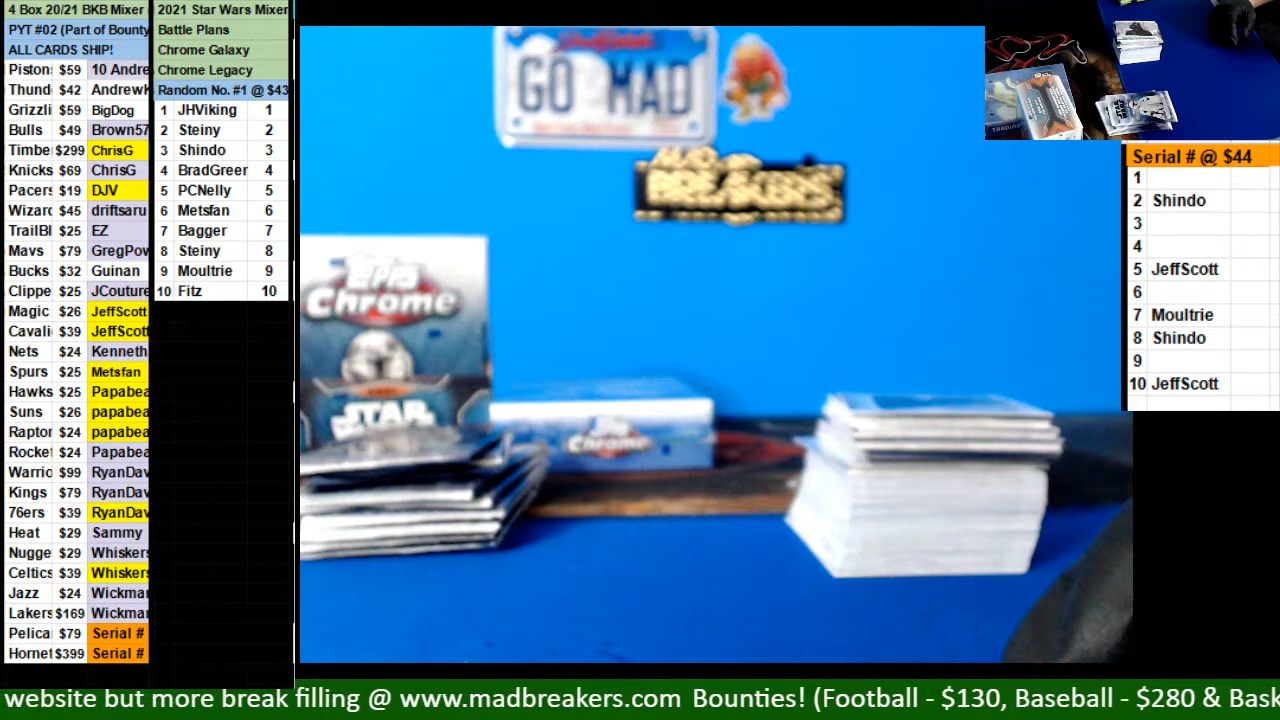 4 Box 20/21 BKB Mixer
PYT #02 (Part of Bounty
ALL CARDS SHIP!
Piston $59 10 Andre
Thund $42 AndrewK
Grizzli $59 BigDog
Bulls $49 Brown57
Timbe $299 ChrisG
Knicks $69 ChrisG
Pacers $19 DJV
Wizard $45 driftsaru
TrailBl $25 EZ
Mavs $79 GregPow
Bucks $32 Guinan
Clippe $25 JCouture
Magic $26 JeffScott
Cavali $39 JeffScott
Nets $24 Kenneth
Spurs $25 Metsfan
Hawks $25 Papabea
Suns $26 papabea
Raptor $24 papabea
Rocket $24 Papabea
Warric $99 RyanDav
Kings $79 RyanDav
76ers $39 RyanDav
Heat $29 Sammy
Nugge $29 Whiskers
Celtics $39 Whiskers
Jazz $24 Wickmar
Lakers $169 Wickmar
Pelica $79 Serial #
Hornet $399 Serial #
2021 Star Wars Mixer
Battle Plans
Chrome Galaxy
Chrome Legacy
Random No. #1 @ $43
1 JHViking 1
2 Steiny 2
3 Shindo 3
4 BradGreer 4
5 PCNelly 5
6 Metsfan 6
7 Bagger 7
8 Steiny 8
9 Moultrie 9
10 Fitz 10
GO MAD
BREAKERS
Topps
Chrome
STAR
Chrome
Serial # @ $44
1
2 Shindo
3
4
5 JeffScott
6
7 Moultrie
8 Shindo
9
10 JeffScott
website but more break filling @ www.madbreakers.com Bounties! (Football - $130, Baseball - $280 & Bask